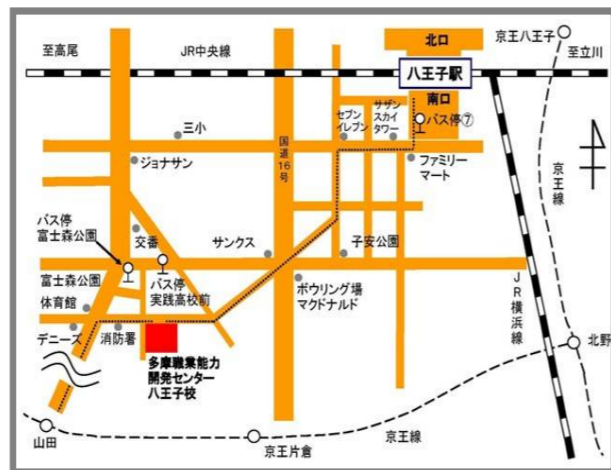 京王八王子
至高尾
JR中央線
北口
至立川
八王子駅
南口
バス停⑦
セブン
イレブン
サザン
スカイ
タワー
三小
国道16号
ジョナサン
ファミリー
マート
京王線
バス停
富士森公園
交番
サンクス
子安公園
富士森公園
バス停
実践高校前
ボウリング場
マクドナルド
体育館
JR横浜線
デニーズ
消防署
北野
多摩職業能力
開発センター
八王子校
山田
京王片倉
京王線